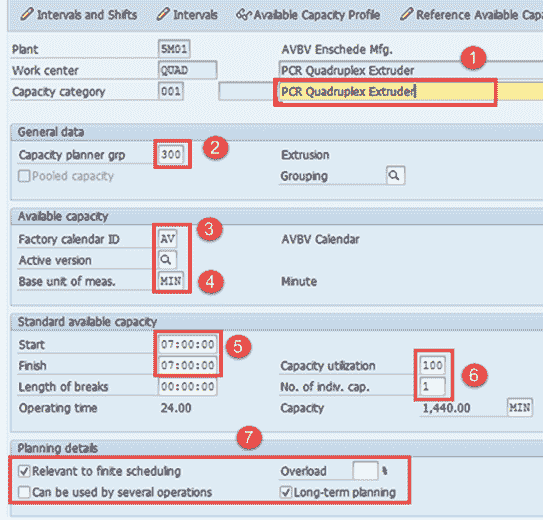 Intervals and Shifts Intervals Available Capacity Profile Reference Available Capa
Plant 5M01 AVBV Enschede Mfg.
1
Work center QUAD PCR Quadruplex Extruder
Capacity category 001 PCR Quadruplex Extruder
General data
Capacity planner grp 300 2 Extrusion
Pooled capacity Grouping
Available capacity
Factory calendar ID AV 3 AVBV Calendar
Active version
Base unit of meas. MIN 4 Minute
Standard available capacity
Start 07:00:00 5
Finish 07:00:00 Capacity utilization 100
6
Length of breaks 00:00:00 No. of indiv. cap. 1
Operating time 24.00 Capacity 1,440.00 MIN
7
Planning details
Relevant to finite scheduling Overload %
Can be used by several operations Long-term planning